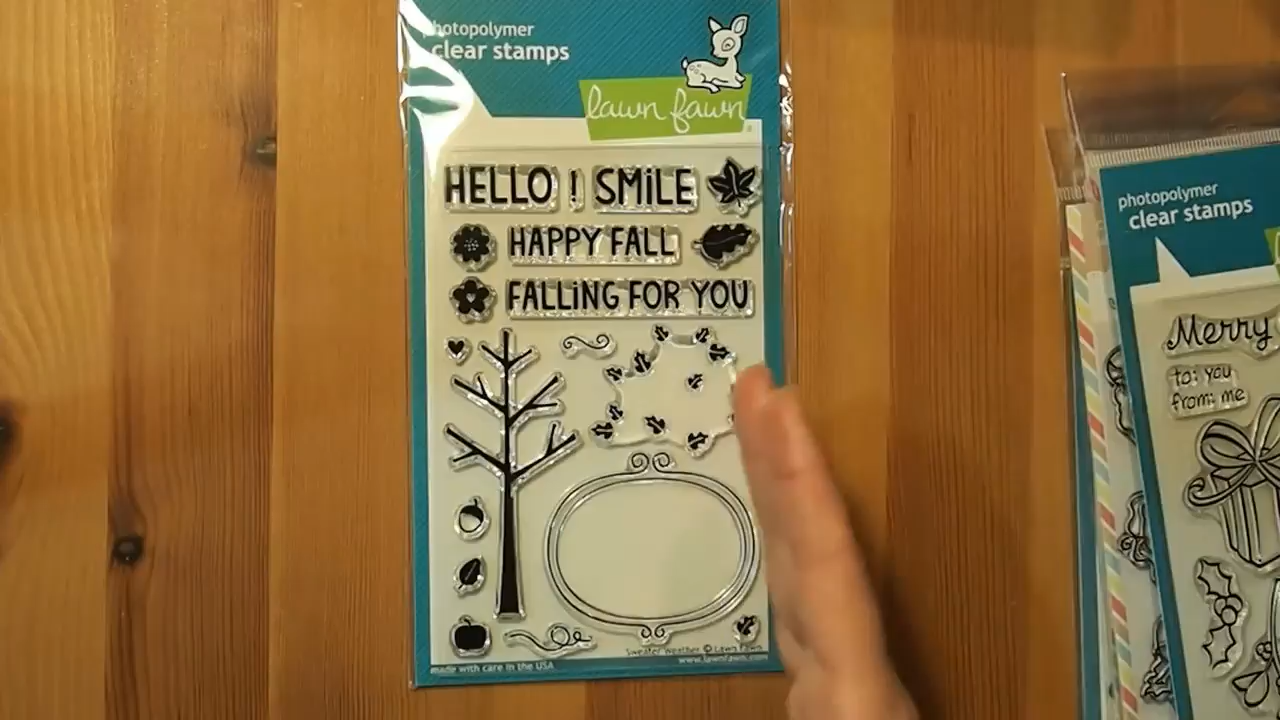 photopolymer
clear stamps
lawn fawn
HELLO ! SMiLE
HAPPY FALL
FALLiNG FOR YOU
Sweater Weather © Lawn Fawn
made with care in the USA
www.lawnfawn.com
photopolymer
clear stamps
Merry
to: you
from: me